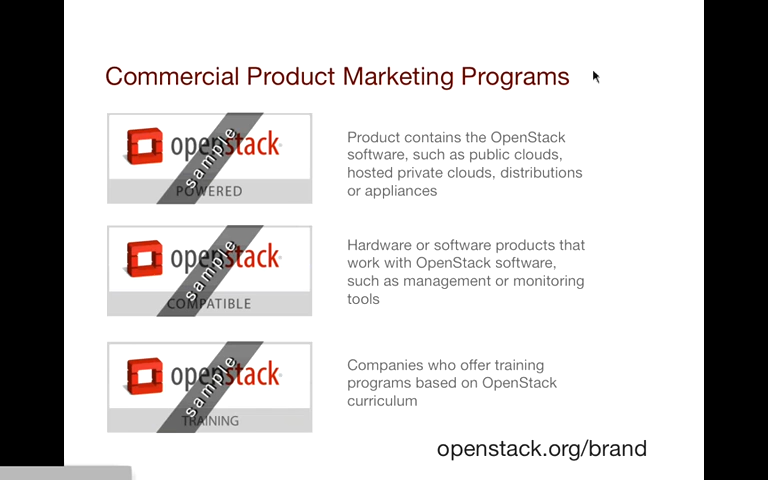 Commercial Product Marketing Programs
openstack
POWERED
sample
Product contains the OpenStack
software, such as public clouds,
hosted private clouds, distributions
or appliances
openstack
COMPATIBLE
sample
Hardware or software products that
work with OpenStack software,
such as management or monitoring
tools
openstack
TRAINING
sample
Companies who offer training
programs based on OpenStack
curriculum
openstack.org/brand